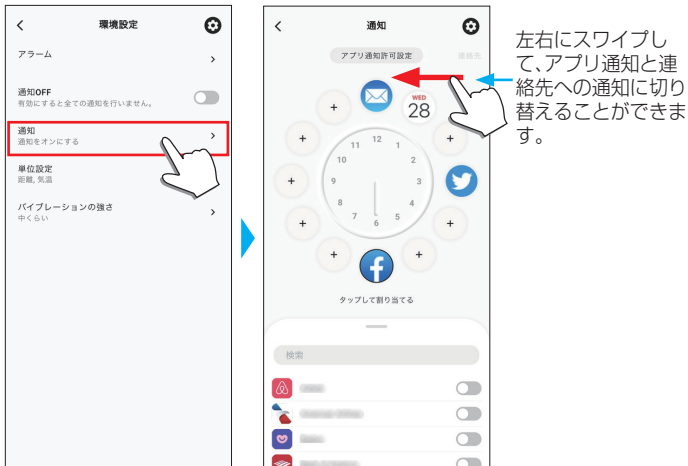 環境設定
アラーム
通知OFF
有効にすると全ての通知を行いません。
通知
通知をオンにする
単位設定
距離, 気温
バイブレーションの強さ
中くらい
通知
アプリ通知許可設定
連絡先
WED
28
12
11
1
10
2
9
3
8
4
7
5
6
タップして割り当てる
検索
左右にスワイプし
て、アプリ通知と連
絡先への通知に切り
替えることができま
す。